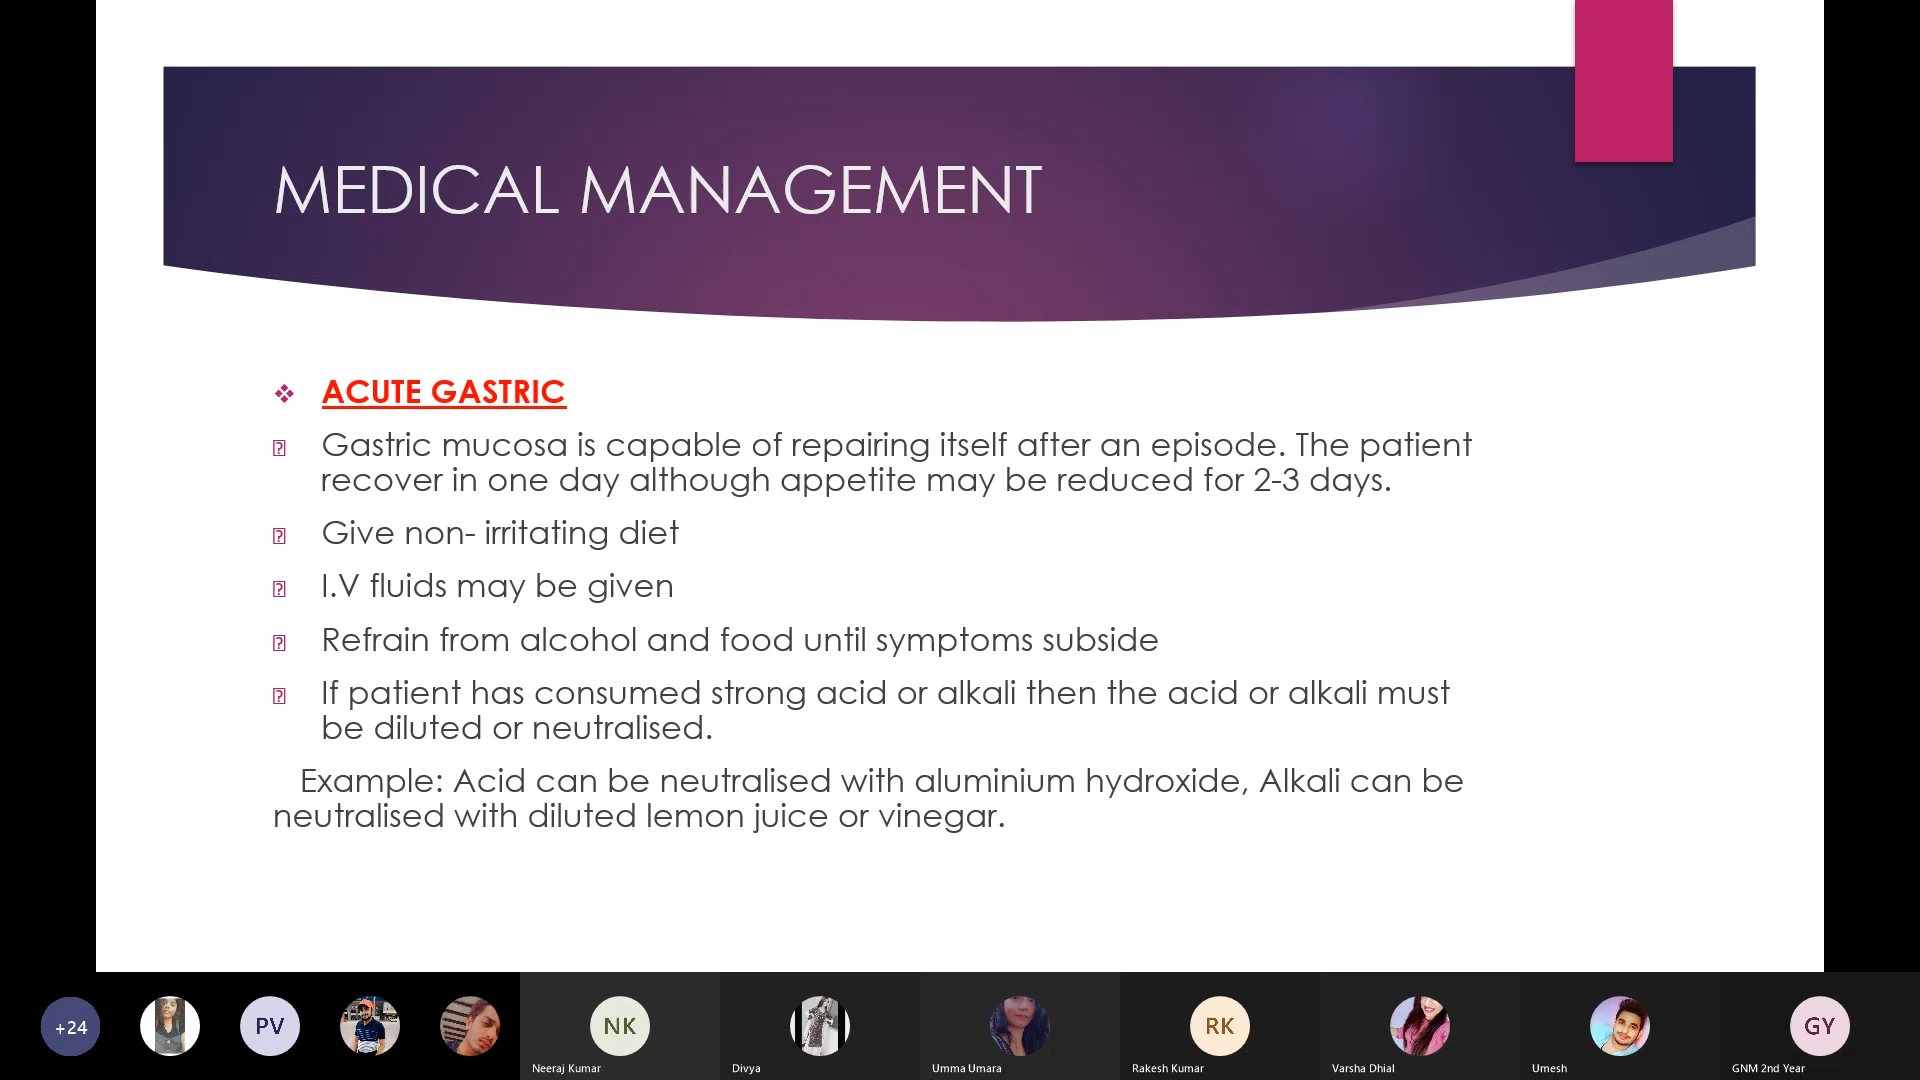 MEDICAL MANAGEMENT
❖ ACUTE GASTRIC
Gastric mucosa is capable of repairing itself after an episode. The patient
recover in one day although appetite may be reduced for 2-3 days.
Give non- irritating diet
I.V fluids may be given
Refrain from alcohol and food until symptoms subside
If patient has consumed strong acid or alkali then the acid or alkali must
be diluted or neutralised.
Example: Acid can be neutralised with aluminium hydroxide, Alkali can be
neutralised with diluted lemon juice or vinegar.
+24
PV
NK
RK
GY
Neeraj Kumar
Divya
Umma Umara
Rakesh Kumar
Varsha Dhial
Umesh
GNM 2nd Year